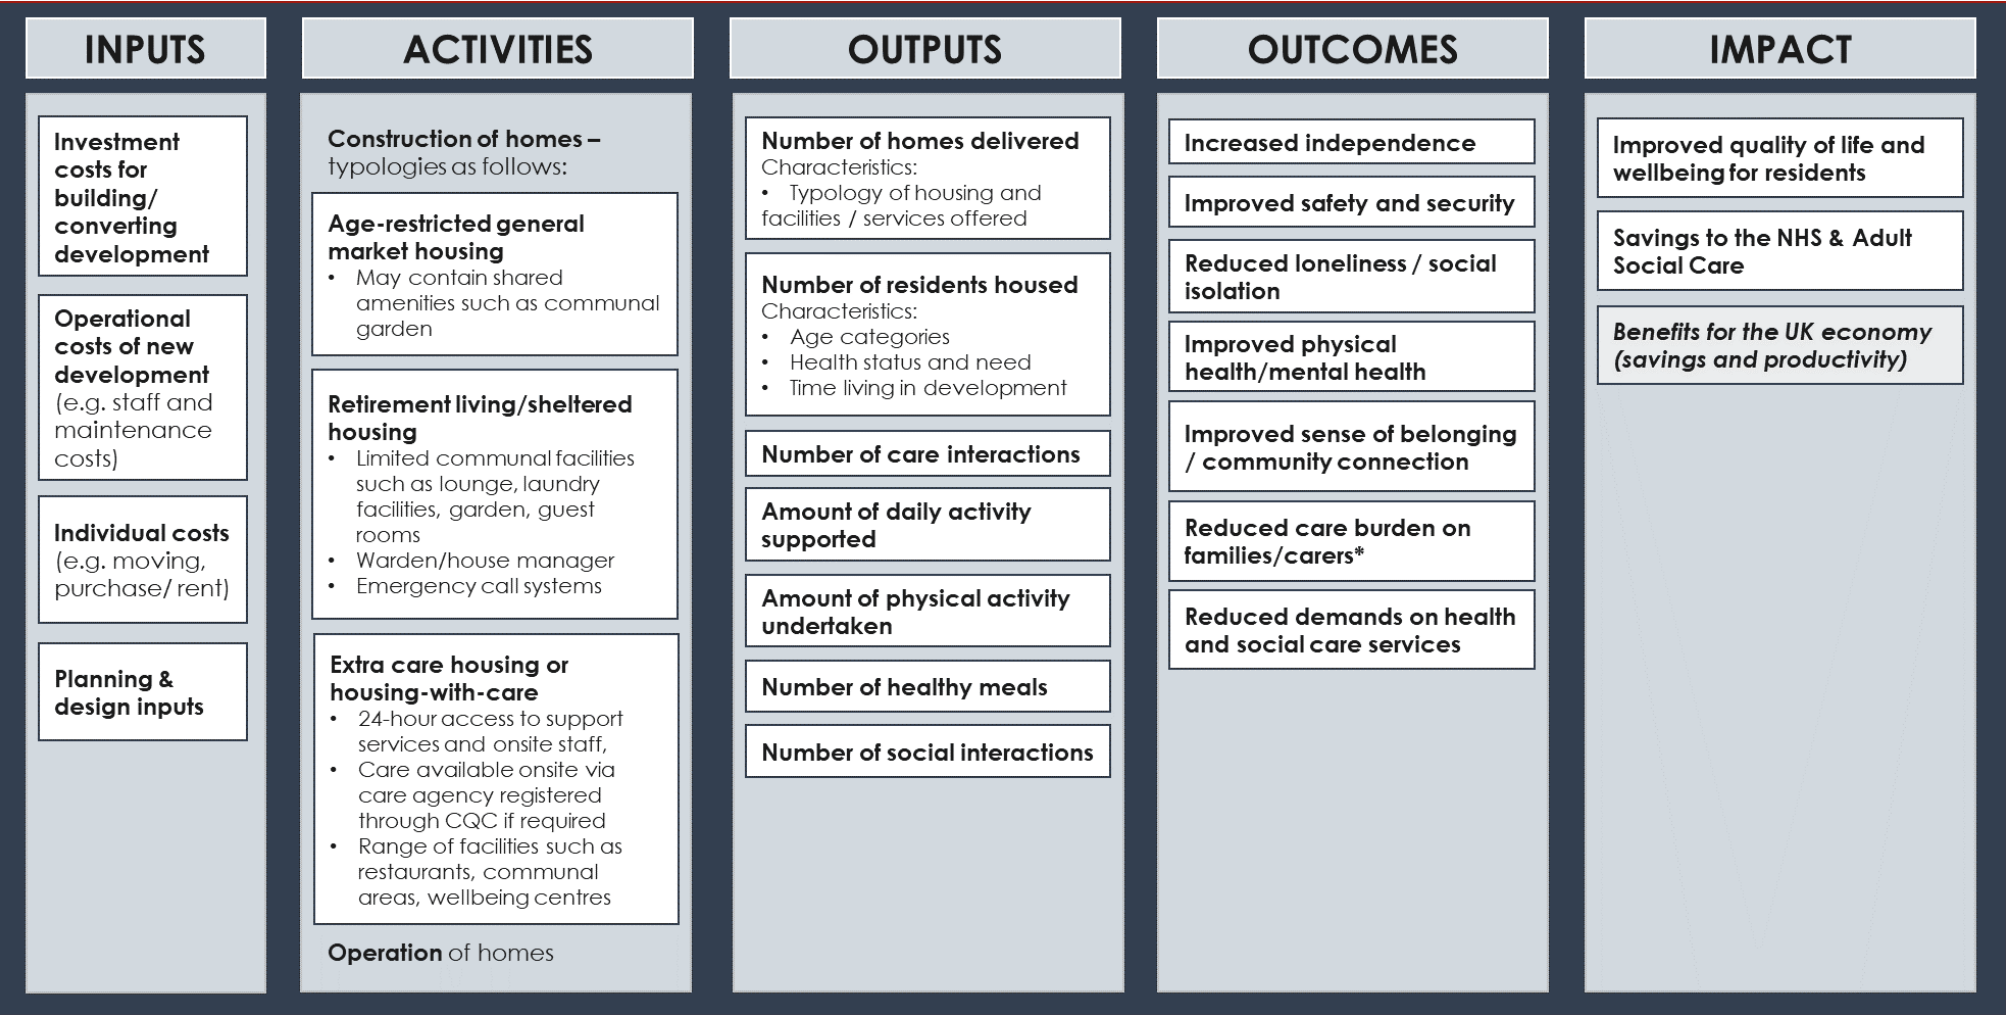 INPUTS
Investment
costs for
building/
converting
development
Operational
costs of new
development
(e.g. staff and
maintenance
costs)
Individual costs
(e.g. moving,
purchase/ rent)
Planning &
design inputs
ACTIVITIES
Construction of homes –
typologies as follows:
Age-restricted general
market housing
• May contain shared
amenities such as communal
garden
Retirement living/sheltered
housing
• Limited communal facilities
such as lounge, laundry
facilities, garden, guest
rooms
• Warden/house manager
• Emergency call systems
Extra care housing or
housing-with-care
• 24-hour access to support
services and onsite staff,
• Care available onsite via
care agency registered
through CQC if required
• Range of facilities such as
restaurants, communal
areas, wellbeing centres
Operation of homes
OUTPUTS
Number of homes delivered
Characteristics:
• Typology of housing and
facilities / services offered
Number of residents housed
Characteristics:
• Age categories
• Health status and need
• Time living in development
Number of care interactions
Amount of daily activity
supported
Amount of physical activity
undertaken
Number of healthy meals
Number of social interactions
OUTCOMES
Increased independence
Improved safety and security
Reduced loneliness / social
isolation
Improved physical
health/mental health
Improved sense of belonging
/ community connection
Reduced care burden on
families/carers*
Reduced demands on health
and social care services
IMPACT
Improved quality of life and
wellbeing for residents
Savings to the NHS & Adult
Social Care
Benefits for the UK economy
(savings and productivity)